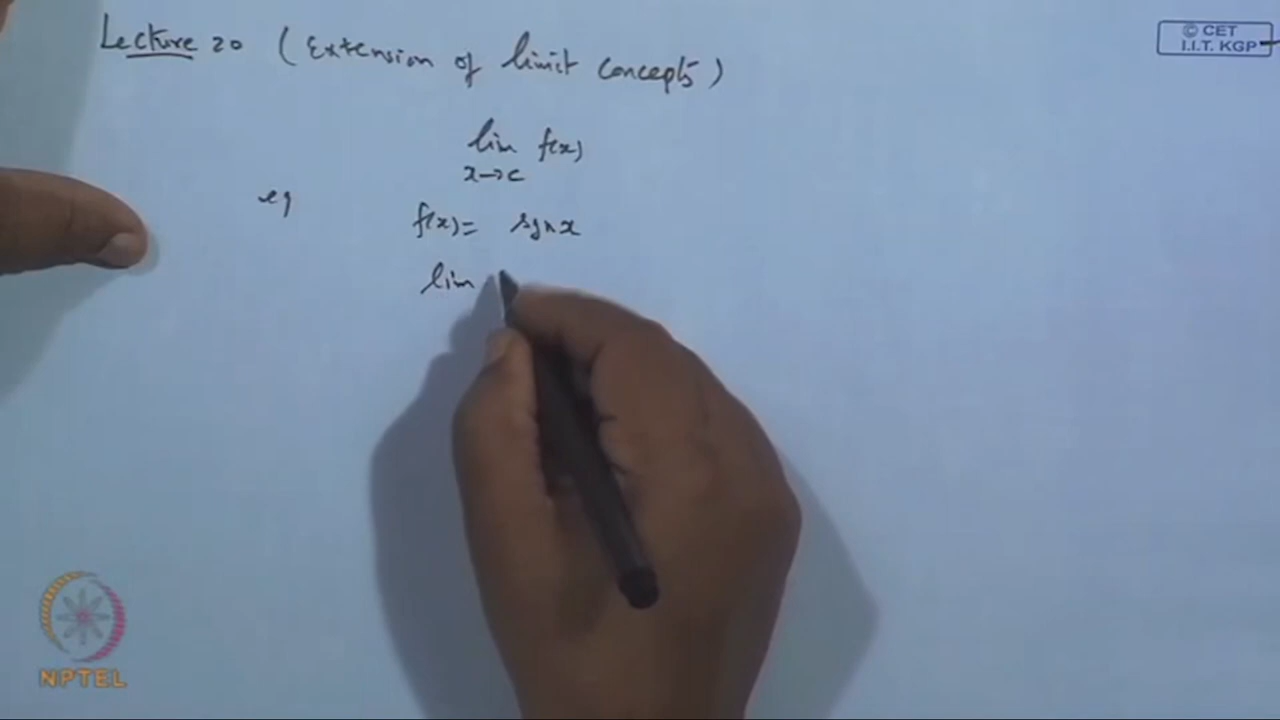 Lecture 20 (Extension of limit concepts)
© CET
I.I.T. KGP
lim f(x)
x→c
eg f(x)= sgn x
lim
NPTEL